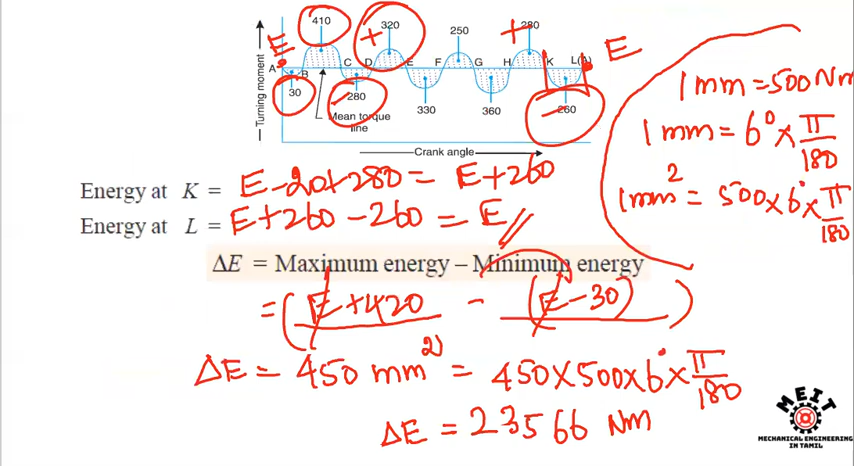 410
320
250
280
E
+
+
E
A
B
C
D
E
F
G
H
K
L(A)
30
280
330
360
260
Turning moment
Mean torque
line
Crank angle
1 mm = 500 Nm
1 mm = 6° × π/180
1 mm² = 500 × 6° × π/180
Energy at K = E - 20 + 280 = E + 260
Energy at L = E + 260 - 260 = E //
ΔE = Maximum energy – Minimum energy
= (E + 420 - (E - 30))
ΔE = 450 mm² = 450 × 500 × 6° × π/180
ΔE = 23566 Nm
MEIT
MECHANICAL ENGINEERING
IN TAMIL